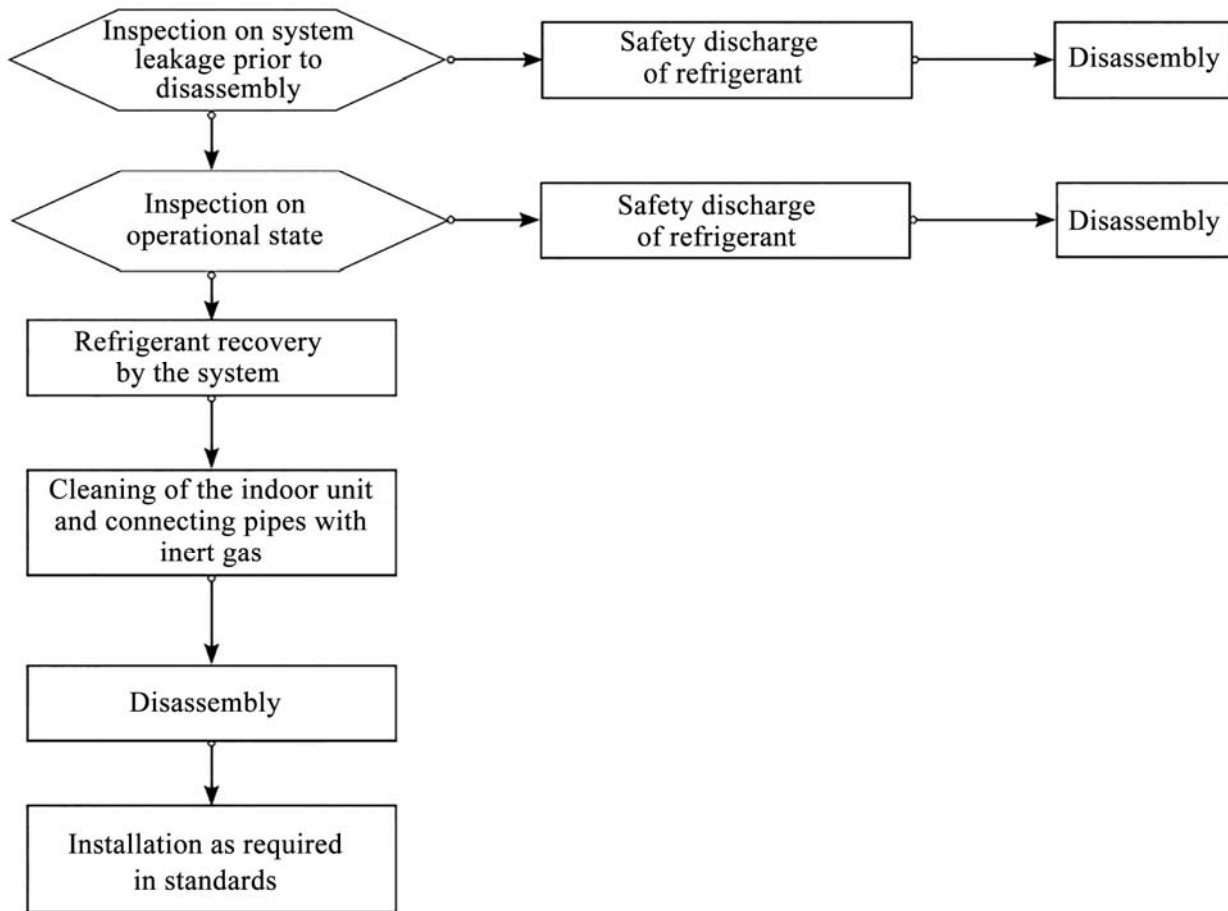 Inspection on system
leakage prior to
disassembly
Safety discharge
of refrigerant
Disassembly
Inspection on
operational state
Safety discharge
of refrigerant
Disassembly
Refrigerant recovery
by the system
Cleaning of the indoor unit
and connecting pipes with
inert gas
Disassembly
Installation as required
in standards